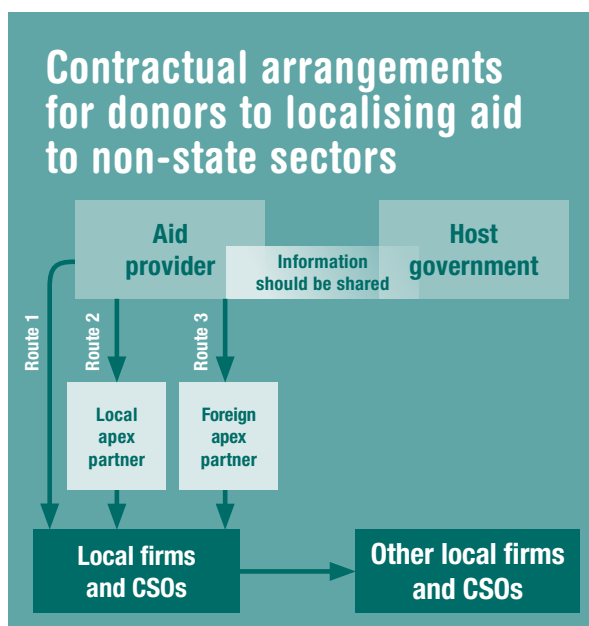 Contractual arrangements
for donors to localising aid
to non-state sectors
Aid
provider
Information
should be shared
Host
government
Route 1
Route 2
Route 3
Local
apex
partner
Foreign
apex
partner
Local firms
and CSOs
Other local firms
and CSOs